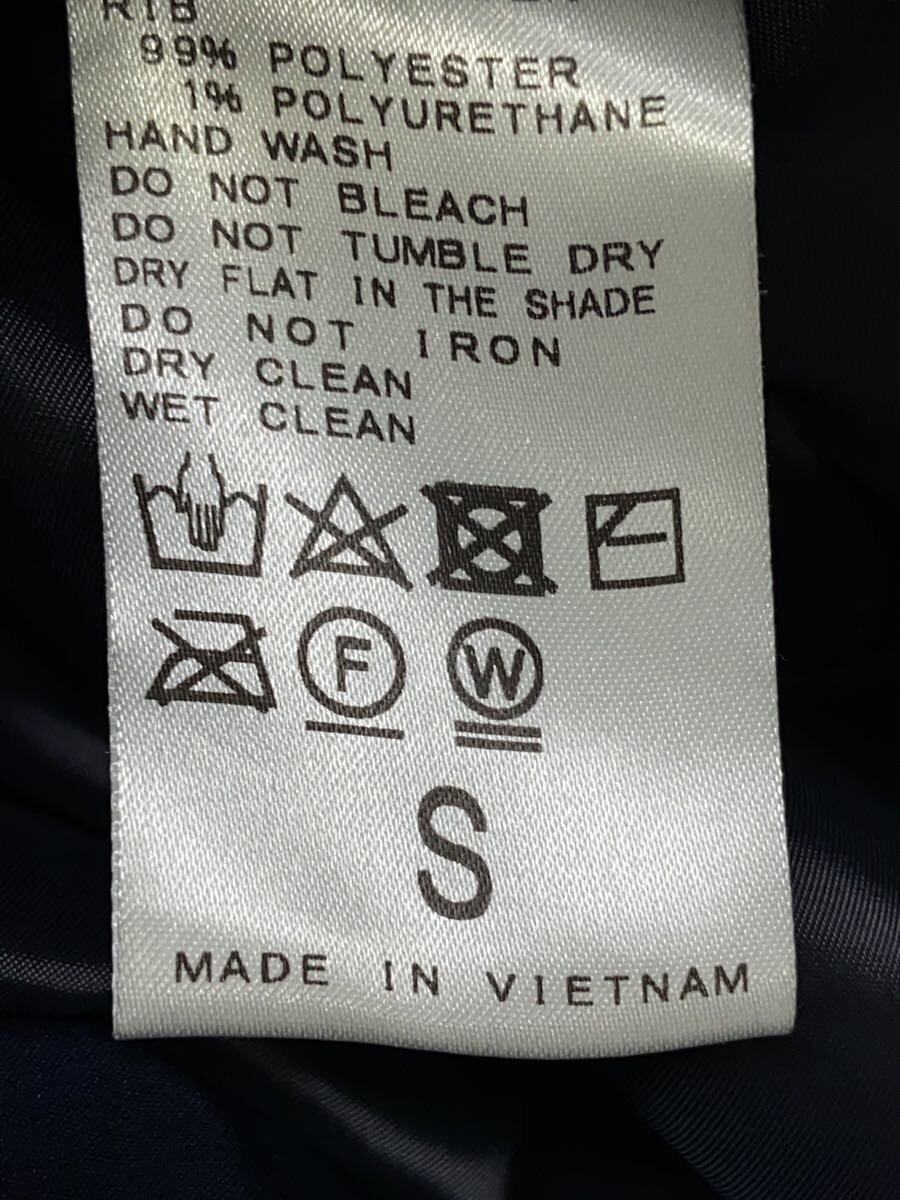 RIB
99% POLYESTER
1% POLYURETHANE
HAND WASH
DO NOT BLEACH
DO NOT TUMBLE DRY
DRY FLAT IN THE SHADE
DO NOT IRON
DRY CLEAN
WET CLEAN
F W
S
MADE IN VIETNAM